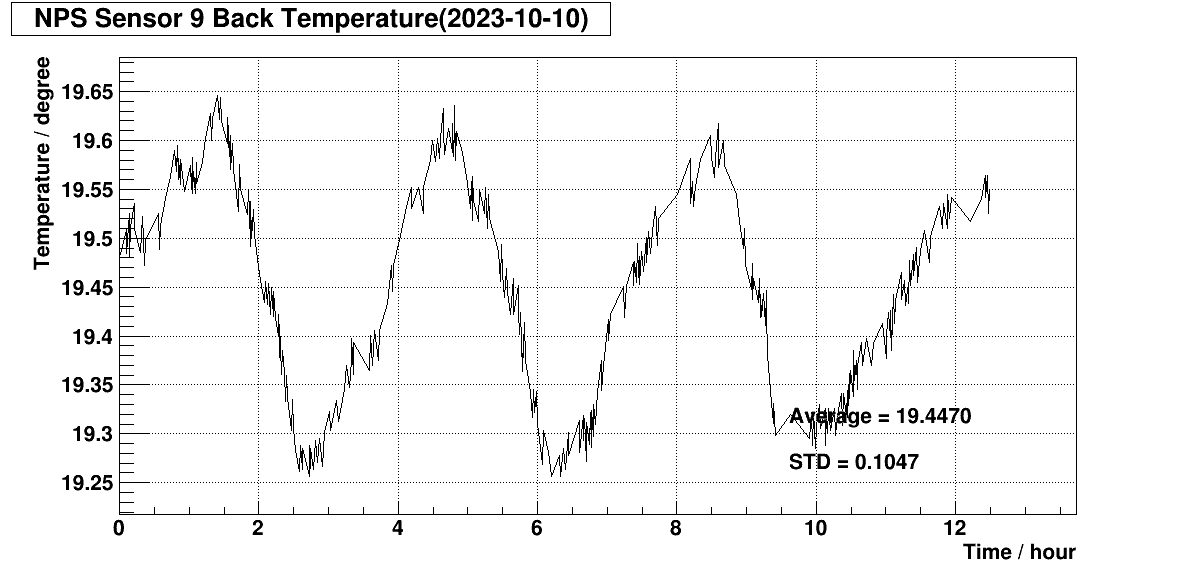 NPS Sensor 9 Back Temperature(2023-10-10)
Temperature / degree
19.65
19.6
19.55
19.5
19.45
19.4
19.35
19.3
19.25
Average = 19.4470
STD = 0.1047
0 2 4 6 8 10 12
Time / hour